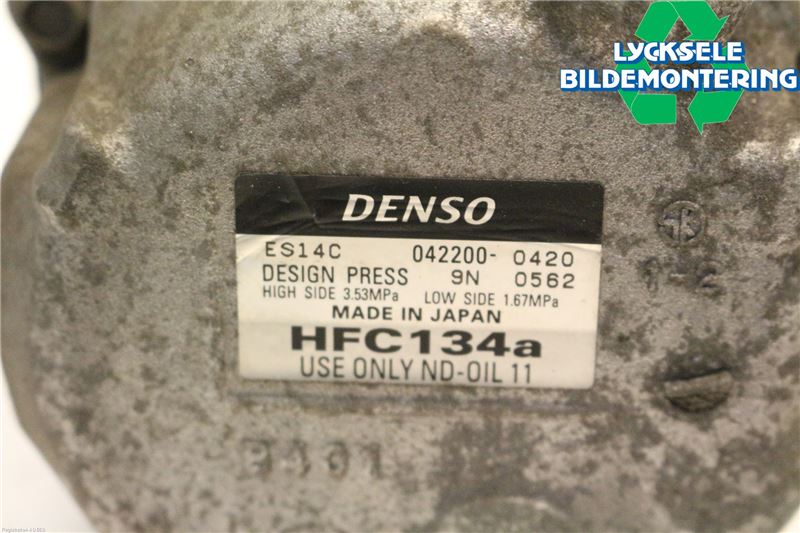 LYCKSELE
BILDEMONTERING
DENSO
ES14C 042200-0420
DESIGN PRESS 9N 0562
HIGH SIDE 3.53MPa LOW SIDE 1.67MPa
MADE IN JAPAN
HFC134a
USE ONLY ND-OIL 11